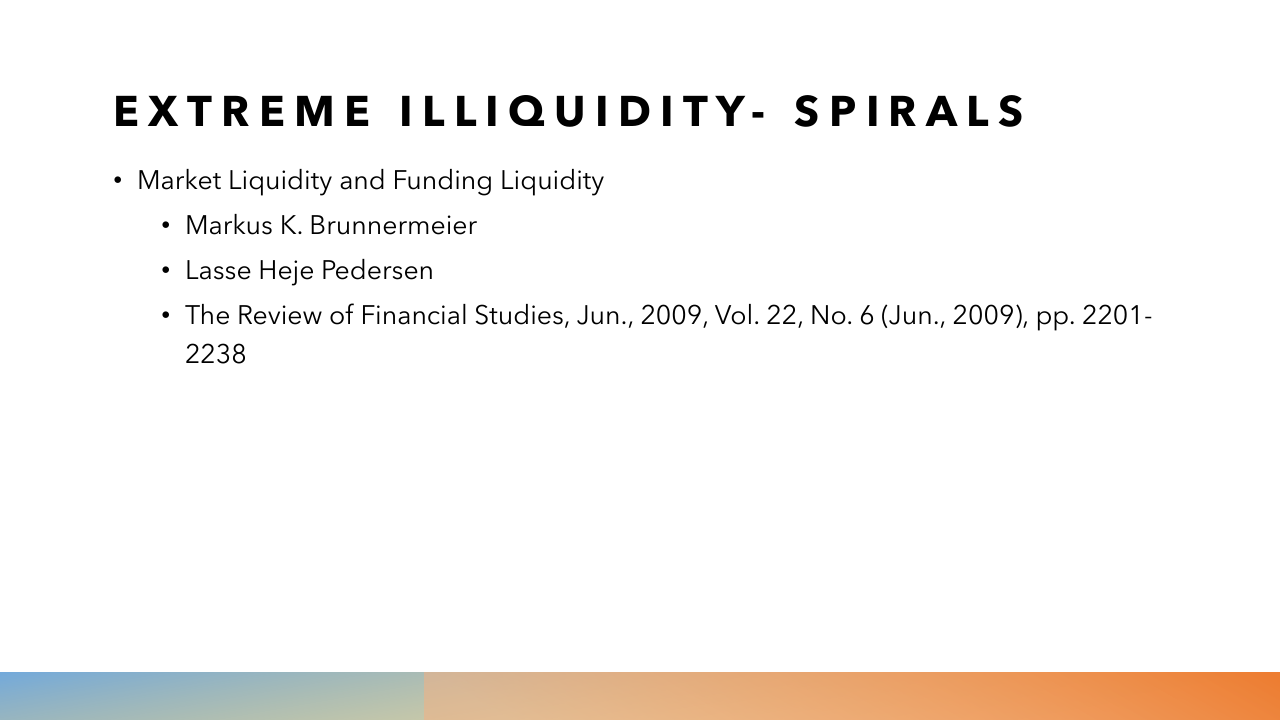 EXTREME ILLIQUIDITY- SPIRALS
• Market Liquidity and Funding Liquidity
• Markus K. Brunnermeier
• Lasse Heje Pedersen
• The Review of Financial Studies, Jun., 2009, Vol. 22, No. 6 (Jun., 2009), pp. 2201-
2238